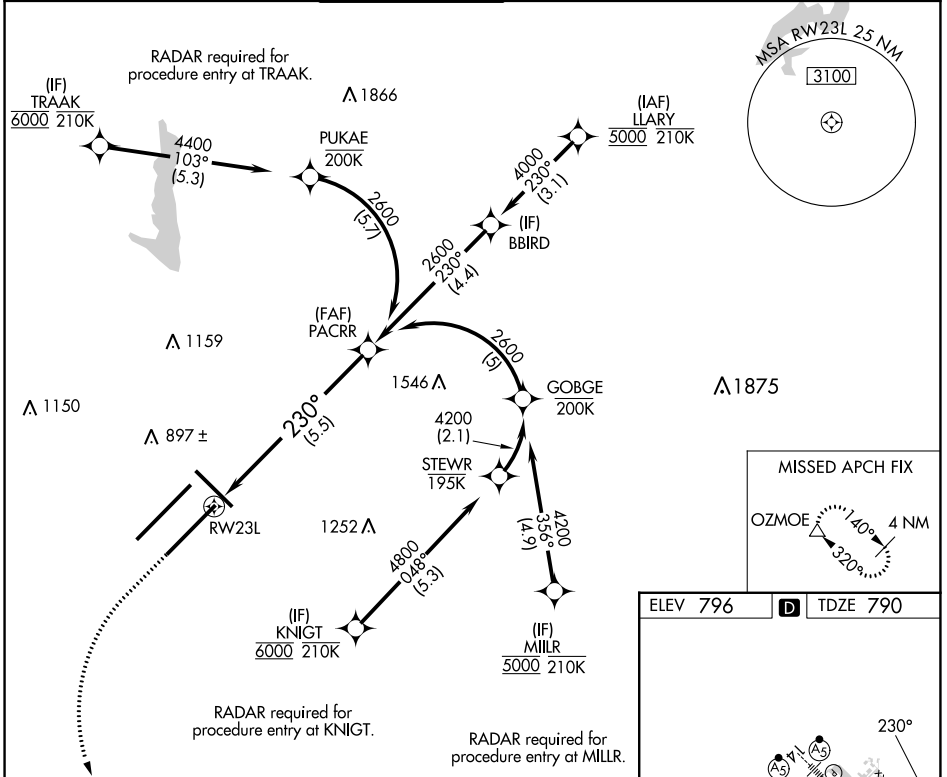 RADAR required for
procedure entry at TRAAK.
(IF)
TRAAK
6000 210K
4400
103°
(5.3)
1866
PUKAE
200K
2600
(5.7)
(IAF)
LLARY
5000 210K
4000
230°
(3.1)
(IF)
BBIRD
2600
230°
(4.4)
MSA RW23L 25 NM
3100
(FAF)
PACRR
1159
1150
897 ±
1546
2600
(5)
GOBGE
200K
1875
230°
(5.5)
4200
(2.1)
STEWR
195K
RW23L
1252
4800
048°
(5.3)
4200
356°
(4.9)
(IF)
KNIGT
6000 210K
(IF)
MIILR
5000 210K
RADAR required for
procedure entry at KNIGT.
RADAR required for
procedure entry at MILLR.
MISSED APCH FIX
OZMOE
140°
4 NM
320°
ELEV 796
D
TDZE 790
230°
A5
A5
14